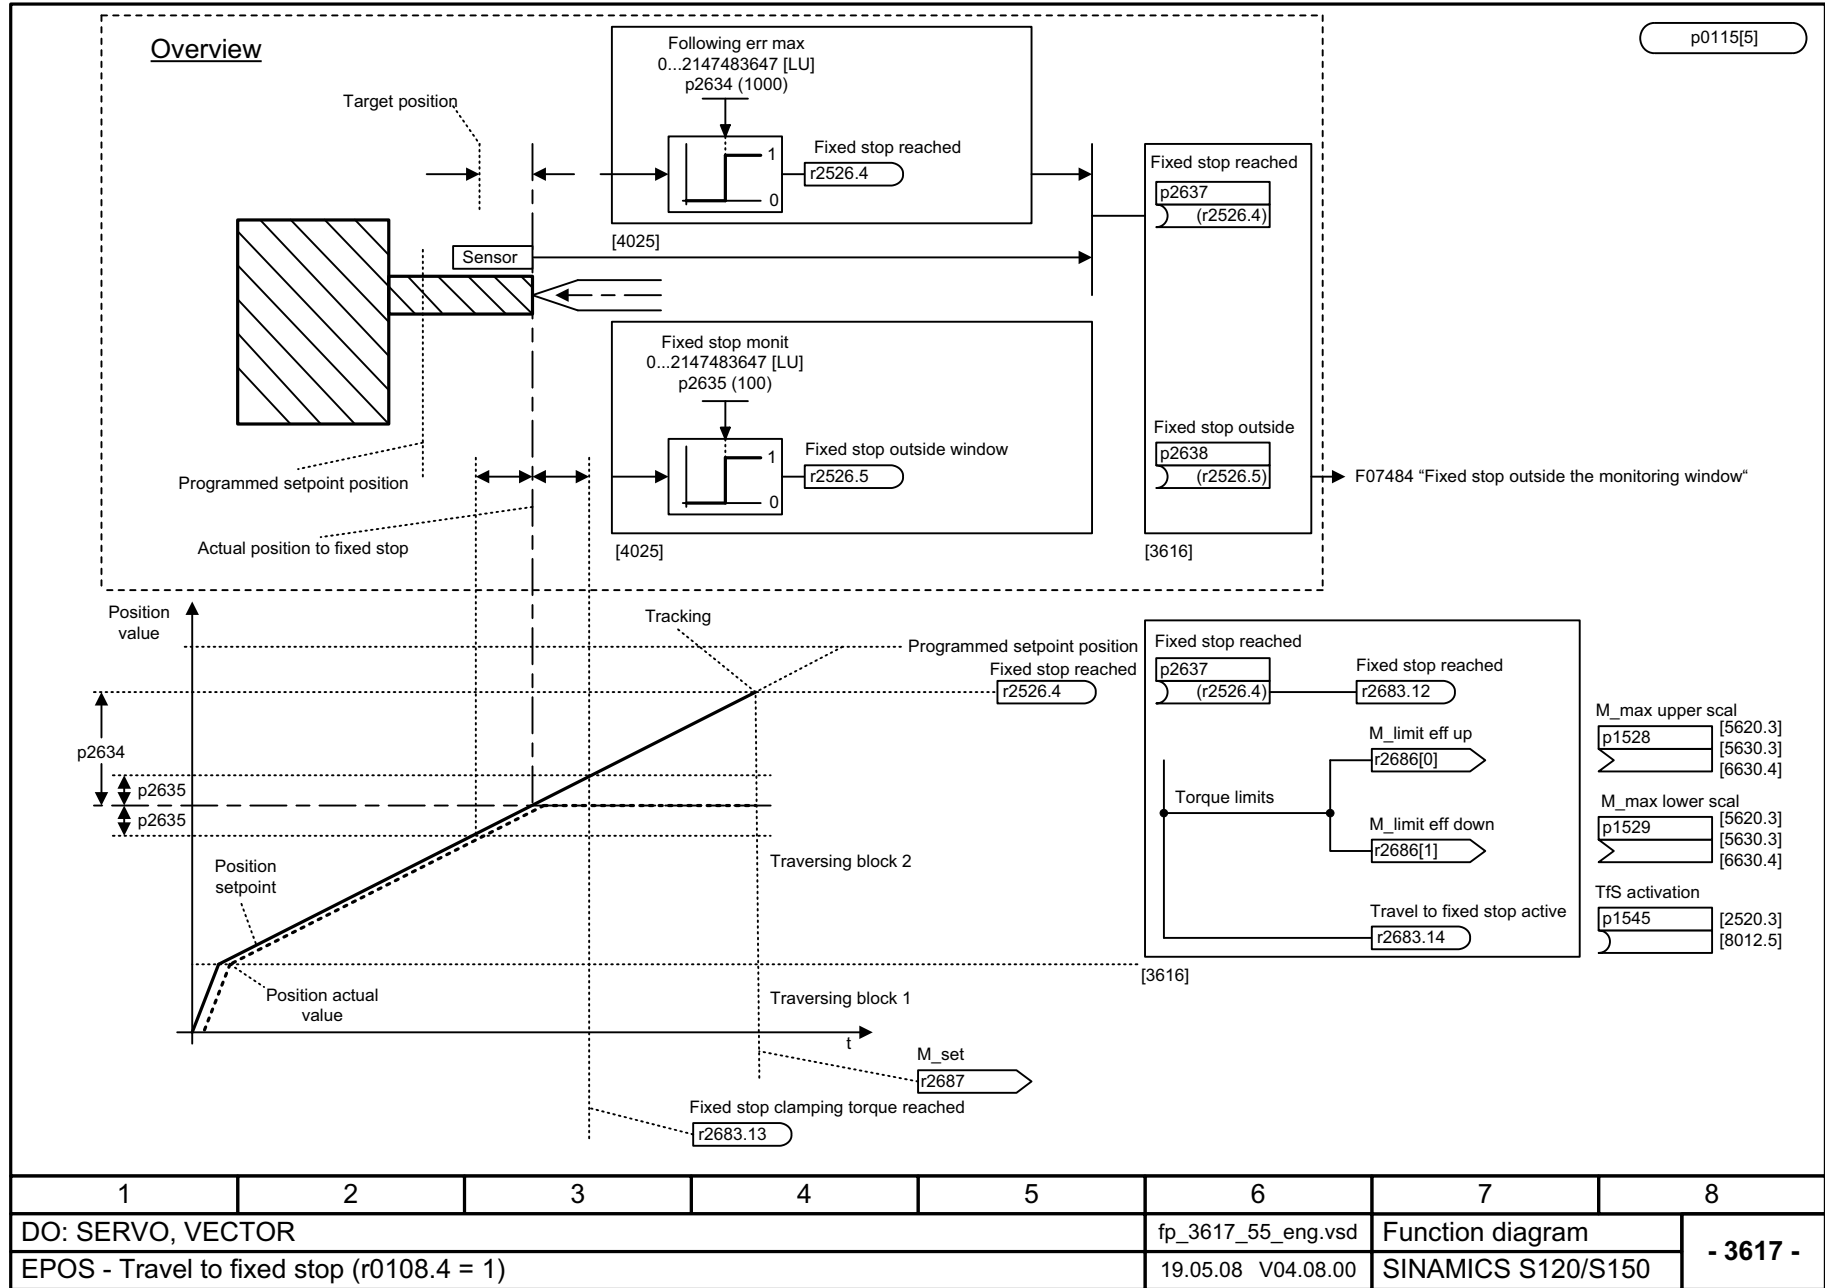 Overview
p0115[5]
Following err max
0...2147483647 [LU]
p2634 (1000)
Target position
1
0
Fixed stop reached
r2526.4
[4025]
Sensor
Fixed stop reached
p2637
(r2526.4)
Fixed stop monit
0...2147483647 [LU]
p2635 (100)
1
0
Fixed stop outside window
r2526.5
[4025]
Fixed stop outside
p2638
(r2526.5)
[3616]
F07484 “Fixed stop outside the monitoring window“
Programmed setpoint position
Actual position to fixed stop
Position
value
Tracking
Programmed setpoint position
Fixed stop reached
r2526.4
p2634
p2635
p2635
Position
setpoint
Position actual
value
Traversing block 2
Traversing block 1
t
M_set
r2687
Fixed stop clamping torque reached
r2683.13
Fixed stop reached
p2637
(r2526.4)
Fixed stop reached
r2683.12
M_limit eff up
r2686[0]
Torque limits
M_limit eff down
r2686[1]
Travel to fixed stop active
r2683.14
[3616]
M_max upper scal
p1528
[5620.3]
[5630.3]
[6630.4]
M_max lower scal
p1529
[5620.3]
[5630.3]
[6630.4]
TfS activation
p1545
[2520.3]
[8012.5]
1 2 3 4 5 6 7 8
DO: SERVO, VECTOR
fp_3617_55_eng.vsd
Function diagram
- 3617 -
EPOS - Travel to fixed stop (r0108.4 = 1)
19.05.08 V04.08.00
SINAMICS S120/S150